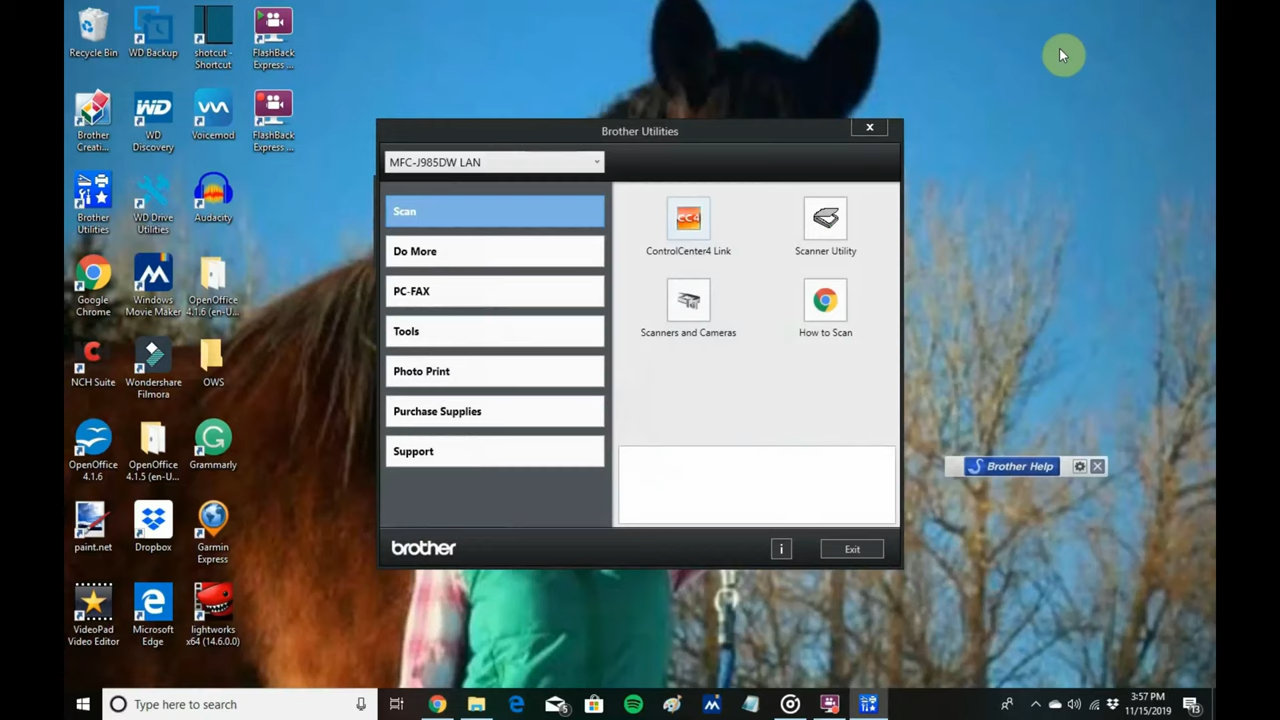 Recycle Bin
WD Backup
shotcut -
Shortcut
FlashBack
Express ...
Brother
Creati...
WD
WD
Discovery
Voicemod
FlashBack
Express ...
Brother
Utilities
WD Drive
Utilities
Audacity
Google
Chrome
Windows
Movie Maker
OpenOffice
4.1.6 (en-U...
NCH Suite
Wondershare
Filmora
OWS
OpenOffice
4.1.6
OpenOffice
4.1.5 (en-U...
Grammarly
paint.net
Dropbox
Garmin
Express
VideoPad
Video Editor
Microsoft
Edge
lightworks
x64 (14.6.0.0)
Brother Utilities
x
MFC-J985DW LAN
Scan
Do More
PC-FAX
Tools
Photo Print
Purchase Supplies
Support
CC4
ControlCenter4 Link
Scanner Utility
Scanners and Cameras
How to Scan
brother
i
Exit
Brother Help
Type here to search
5
3:57 PM
11/15/2019
13